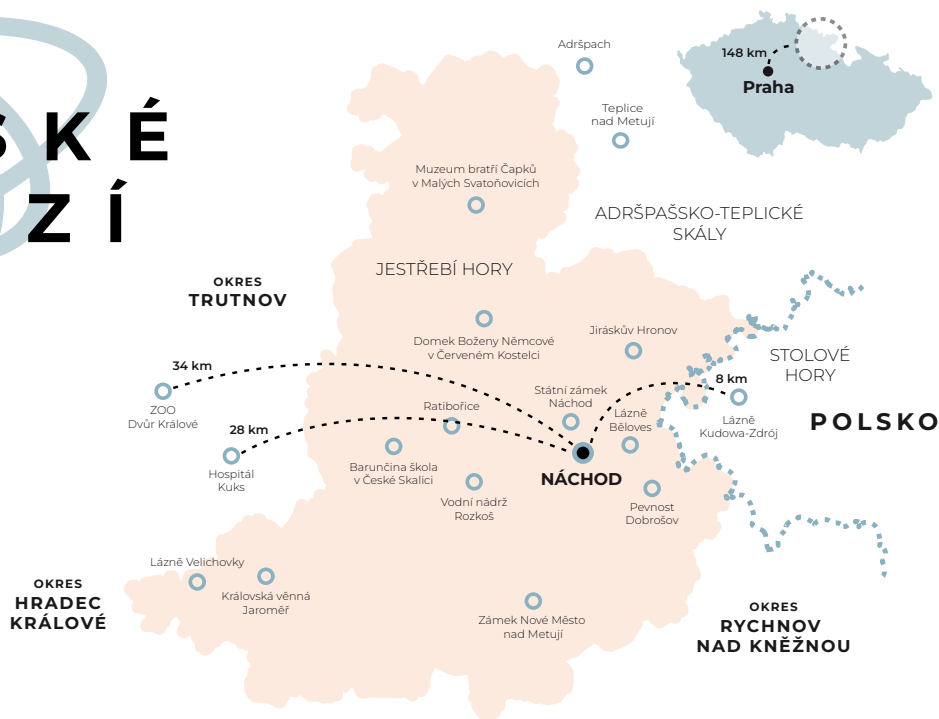 SKÉ
ZÍ
Adršpach
148 km
Praha
Teplice
nad Metují
Muzeum bratří Čapků
v Malých Svatoňovicích
ADRŠPAŠSKO-TEPLICKÉ
SKÁLY
JESTŘEBÍ HORY
OKRES
TRUTNOV
Domek Boženy Němcové
v Červeném Kostelci
Jiráskův Hronov
STOLOVÉ
HORY
34 km
8 km
ZOO
Dvůr Králové
Ratibořice
Státní zámek
Náchod
Lázně
Běloves
Lázně
Kudowa-Zdrój
POLSKO
28 km
Hospitál
Kuks
Barunčina škola
v České Skalici
NÁCHOD
Vodní nádrž
Rozkoš
Pevnost
Dobrošov
Lázně Velichovky
Královská věnná
Jaroměř
OKRES
HRADEC
KRÁLOVÉ
Zámek Nové Město
nad Metují
OKRES
RYCHNOV
NAD KNĚŽNOU